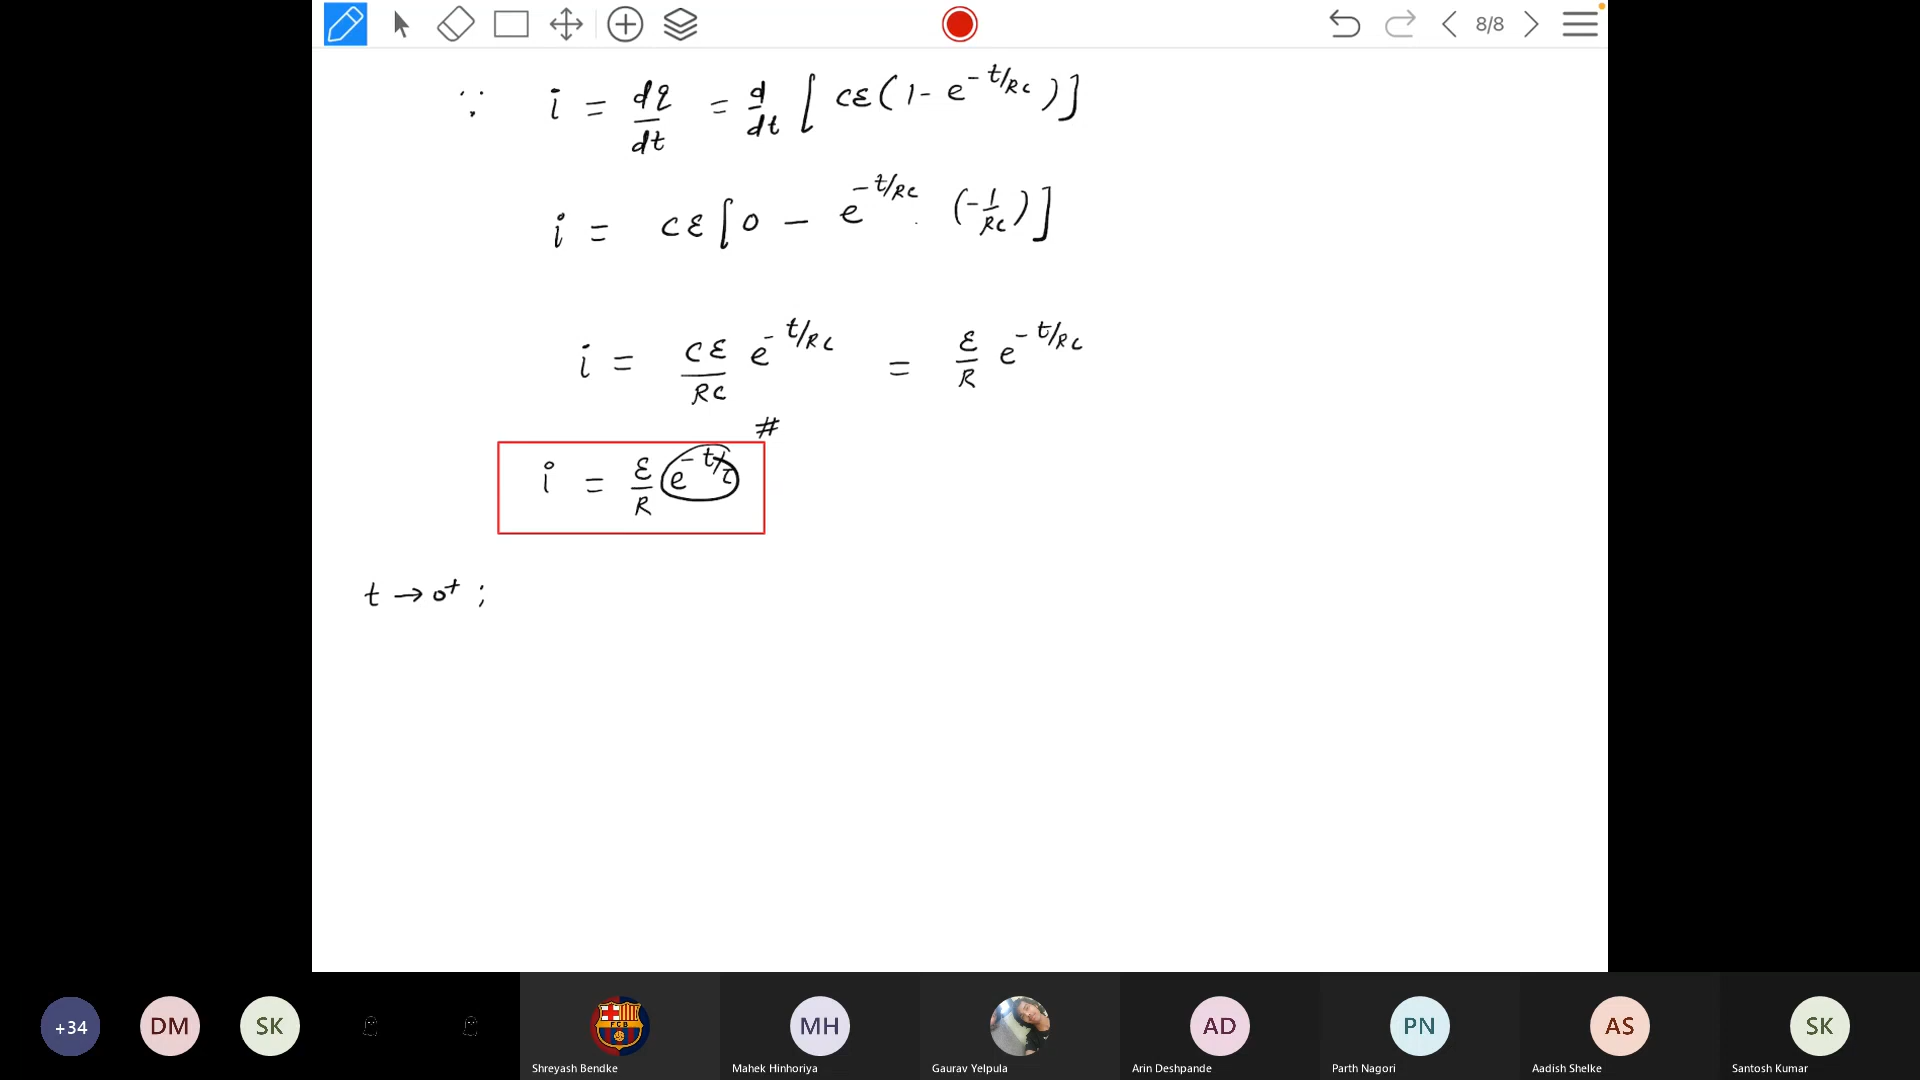 8/8
∵ i = dq/dt = d/dt [ Cε(1 - e^{-t/RC}) ]
i = Cε[0 - e^{-t/RC} · (-1/RC)]
i = Cε/RC e^{-t/RC} = ε/R e^{-t/RC}
#
i = ε/R e^{-t/τ}
t → 0⁺ ;
+34 DM SK FCB MH AD PN AS SK
Shreyash Bendke Mahek Hinhoriya Gaurav Yelpula Arin Deshpande Parth Nagori Aadish Shelke Santosh Kumar